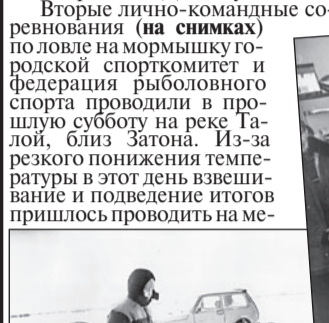 Вторые лично-командные со-
ревнования (на снимках)
по ловле на мормышку го-
родской спорткомитет и
федерация рыболовного
спорта проводили в про-
шлую субботу на реке Та-
лой, близ Затона. Из-за
резкого понижения темпе-
ратуры в этот день взвеши-
вание и подведение итогов
пришлось проводить на ме-